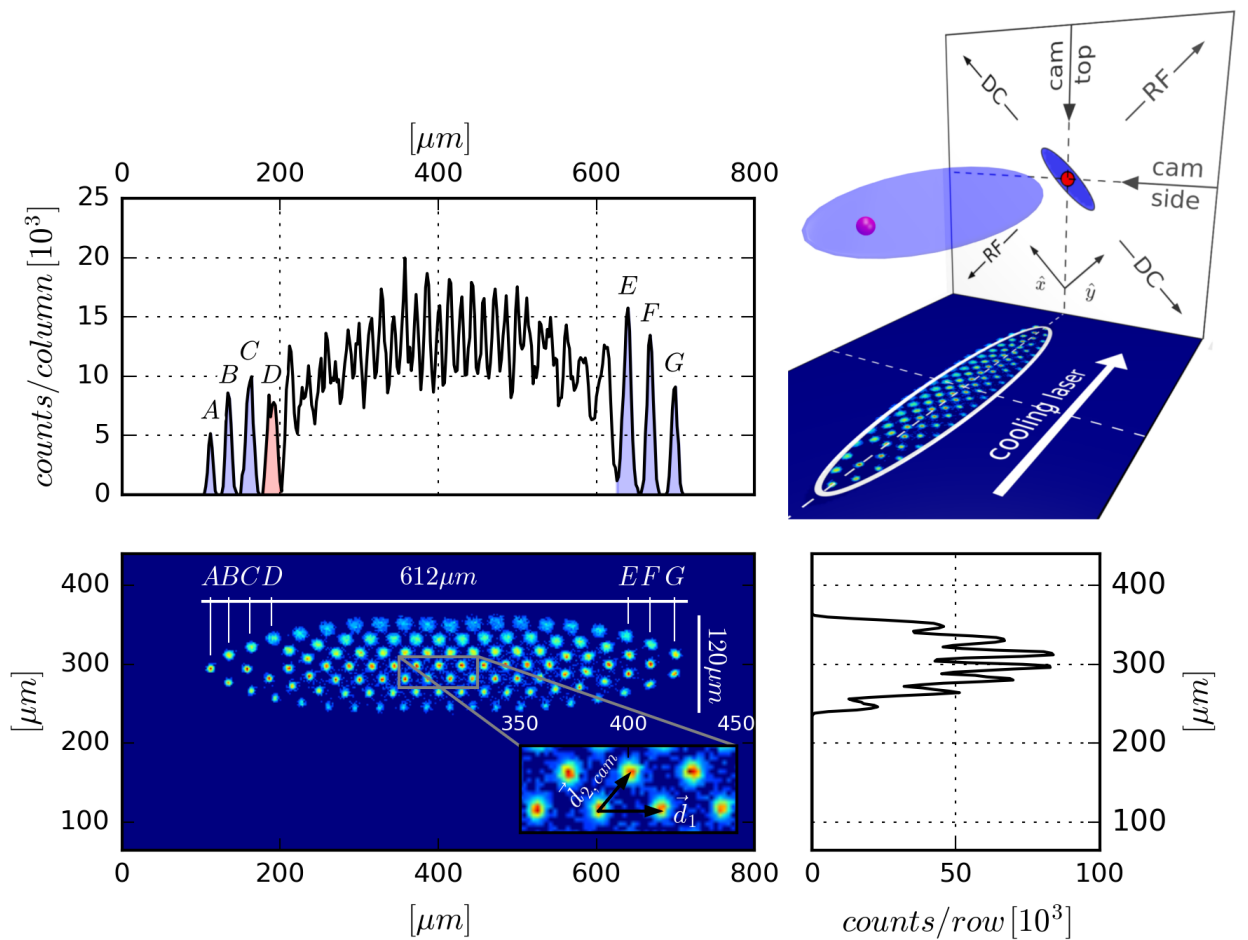 [μm]
0 200 400 600 800
25
20
15
10
5
0
counts/column [10³]
A
B
C
D
E
F
G
cam top
DC
RF
cam side
RF
DC
x̂
ŷ
cooling laser
400
300
200
100
[μm]
A B C D 612μm E F G
120μm
350 400 450
d⃗₂,cam
d⃗₁
0 200 400 600 800
[μm]
400
300
200
100
[μm]
0 50 100
counts/row [10³]